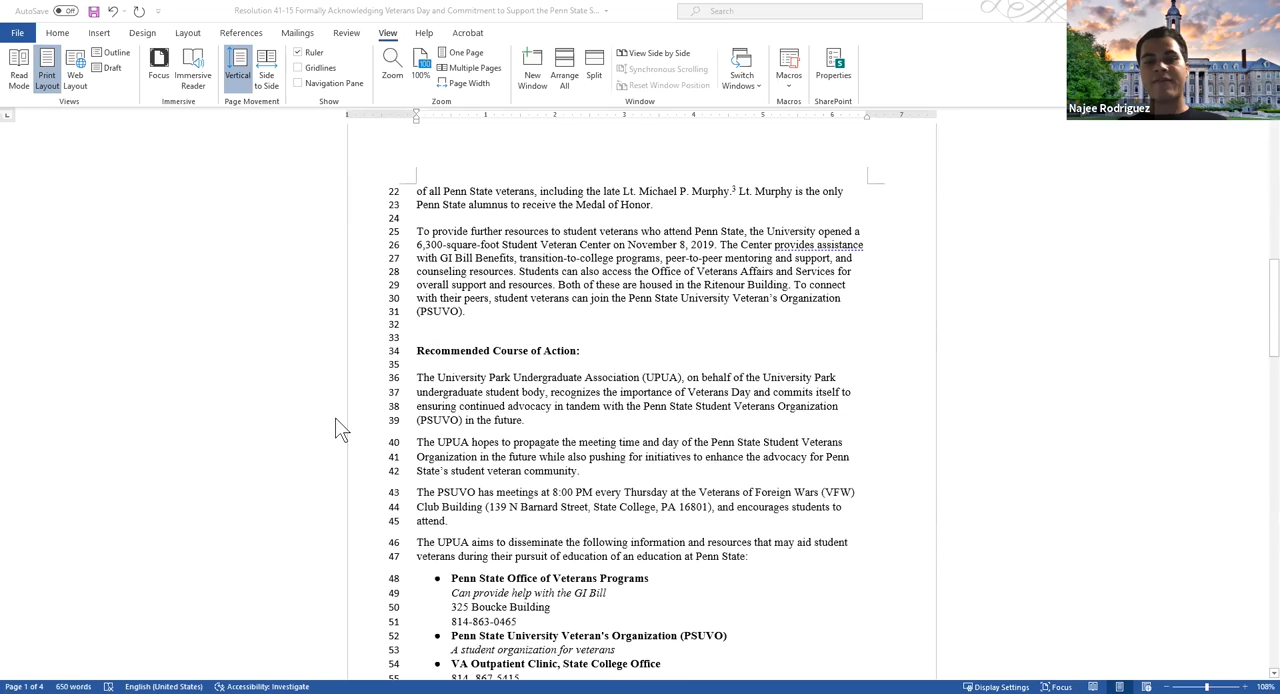 AutoSave Off Resolution 41-15 Formally Acknowledging Veterans Day and Commitment to Support the Penn State S... Search
File Home Insert Design Layout References Mailings Review View Help Acrobat
Read Mode Print Layout Web Layout Outline Draft Focus Immersive Reader Vertical Side to Side Ruler Gridlines Navigation Pane Zoom 100 100% One Page Multiple Pages Page Width New Window Arrange All Split View Side by Side Synchronous Scrolling Reset Window Position Switch Windows Macros Properties
Views Immersive Page Movement Show Zoom Window Macros SharePoint
Najee Rodriguez
1 1 2 3 4 5 6 7
22 of all Penn State veterans, including the late Lt. Michael P. Murphy.3 Lt. Murphy is the only
23 Penn State alumnus to receive the Medal of Honor.
24
25 To provide further resources to student veterans who attend Penn State, the University opened a
26 6,300-square-foot Student Veteran Center on November 8, 2019. The Center provides assistance
27 with GI Bill Benefits, transition-to-college programs, peer-to-peer mentoring and support, and
28 counseling resources. Students can also access the Office of Veterans Affairs and Services for
29 overall support and resources. Both of these are housed in the Ritenour Building. To connect
30 with their peers, student veterans can join the Penn State University Veteran's Organization
31 (PSUVO).
32
33
34 Recommended Course of Action:
35
36 The University Park Undergraduate Association (UPUA), on behalf of the University Park
37 undergraduate student body, recognizes the importance of Veterans Day and commits itself to
38 ensuring continued advocacy in tandem with the Penn State Student Veterans Organization
39 (PSUVO) in the future.
40 The UPUA hopes to propagate the meeting time and day of the Penn State Student Veterans
41 Organization in the future while also pushing for initiatives to enhance the advocacy for Penn
42 State's student veteran community.
43 The PSUVO has meetings at 8:00 PM every Thursday at the Veterans of Foreign Wars (VFW)
44 Club Building (139 N Barnard Street, State College, PA 16801), and encourages students to
45 attend.
46 The UPUA aims to disseminate the following information and resources that may aid student
47 veterans during their pursuit of education of an education at Penn State:
48 ● Penn State Office of Veterans Programs
49 Can provide help with the GI Bill
50 325 Boucke Building
51 814-863-0465
52 ● Penn State University Veteran's Organization (PSUVO)
53 A student organization for veterans
54 ● VA Outpatient Clinic, State College Office
55 814- 867-5415
Page 1 of 4 650 words English (United States) Accessibility: Investigate Display Settings Focus 108%